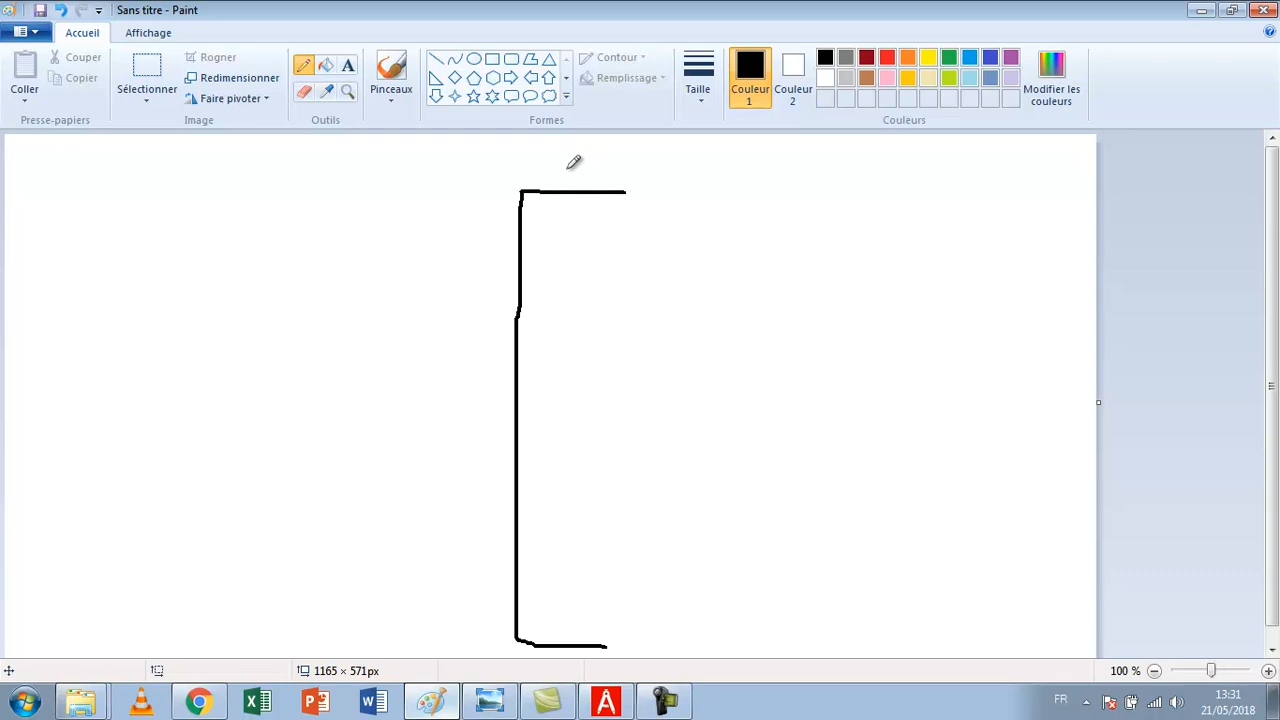 Sans titre - Paint
Accueil
Affichage
Coller
Couper
Copier
Presse-papiers
Sélectionner
Rogner
Redimensionner
Faire pivoter
Image
A
Outils
Pinceaux
Formes
Contour
Remplissage
Taille
Couleur 1
Couleur 2
Modifier les couleurs
Couleurs
1165 × 571px
100 %
FR
13:31
21/05/2018